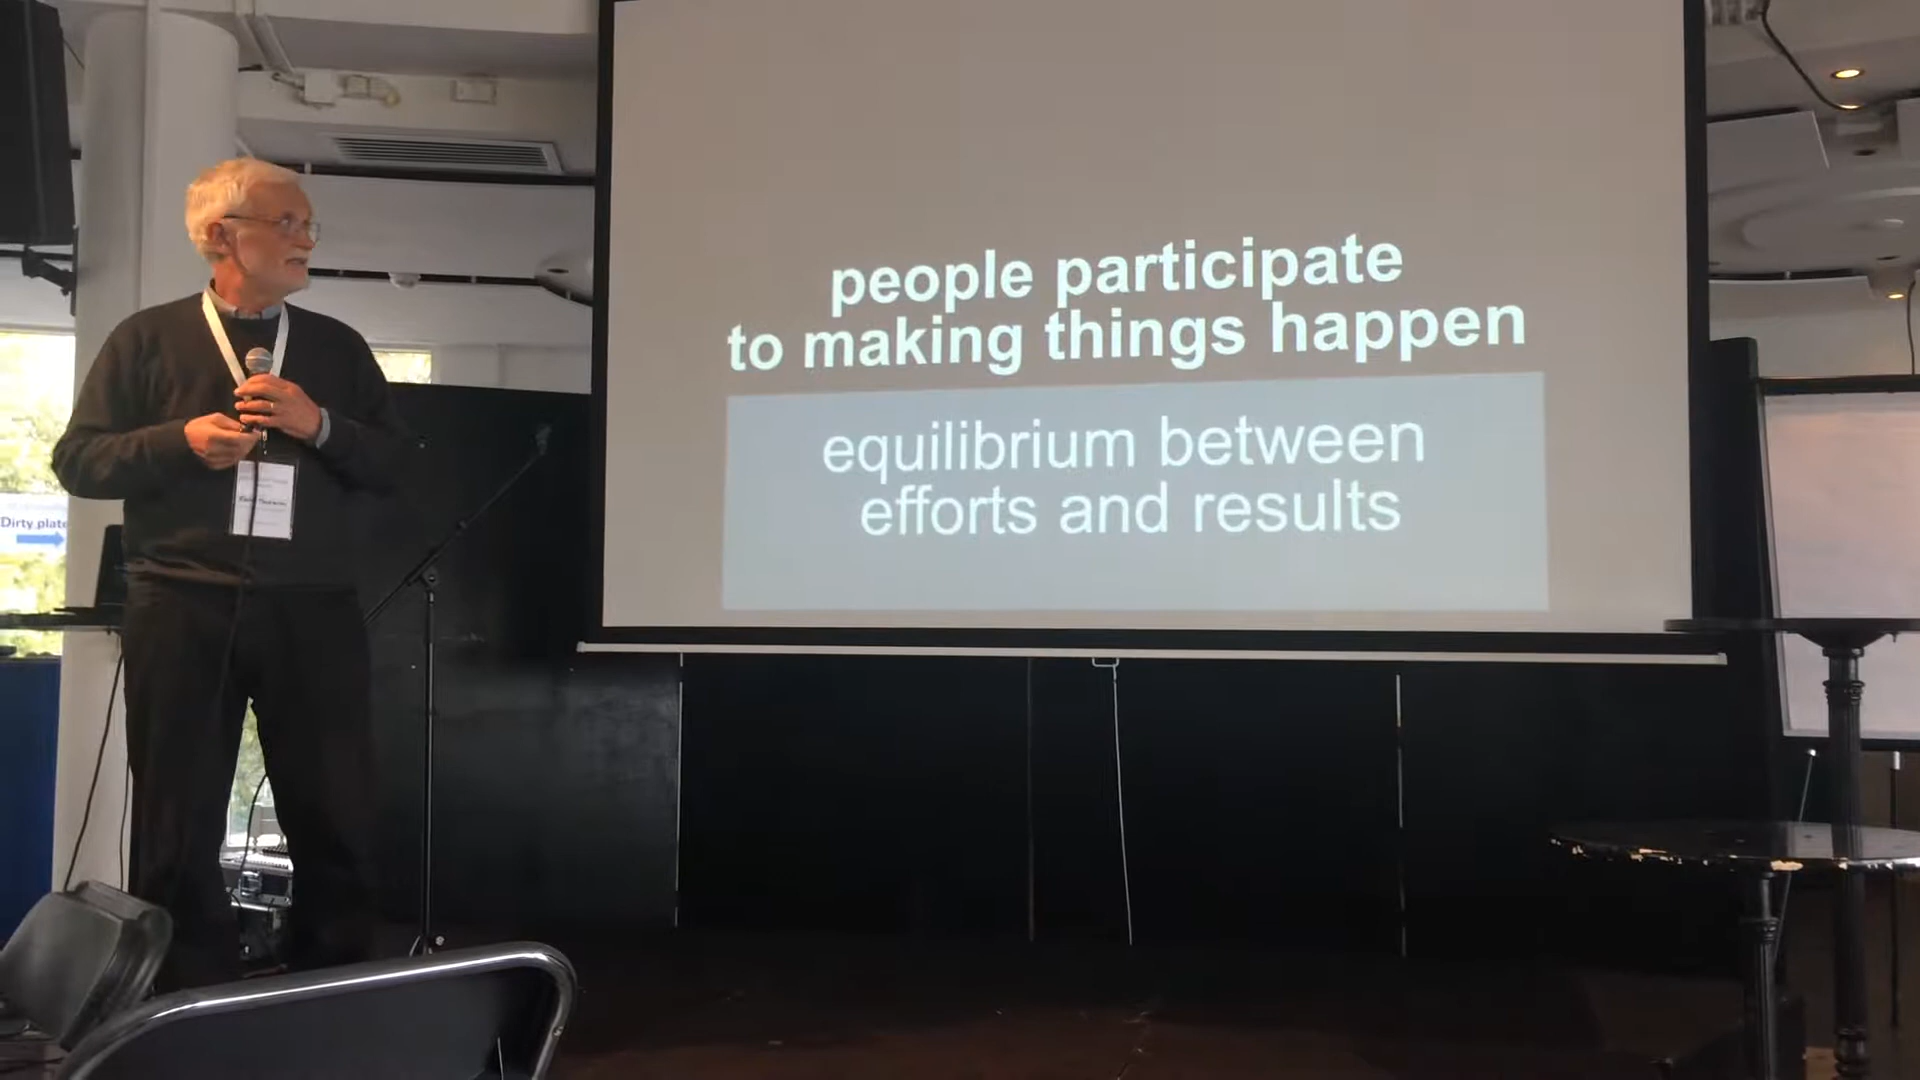 people participate
to making things happen
equilibrium between
efforts and results
Dirty plate